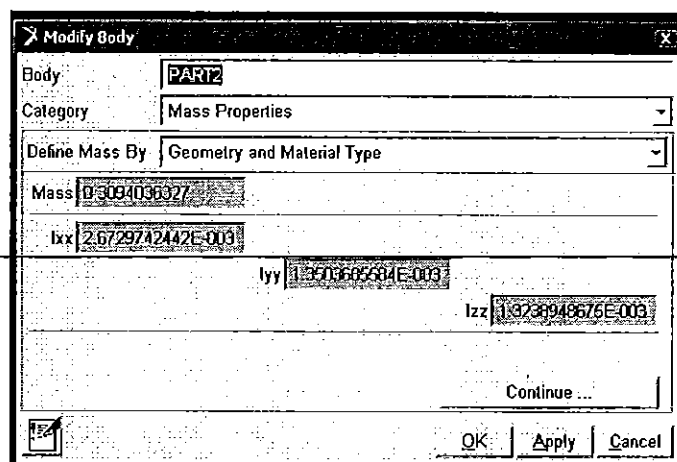 Modify Body
Body PART2
Category Mass Properties
Define Mass By Geometry and Material Type
Mass 0.3094036327
Ixx 2.6729742442E-003
Iyy 1.3503685584E-003
Izz 1.3238948676E-003
Continue ...
OK Apply Cancel